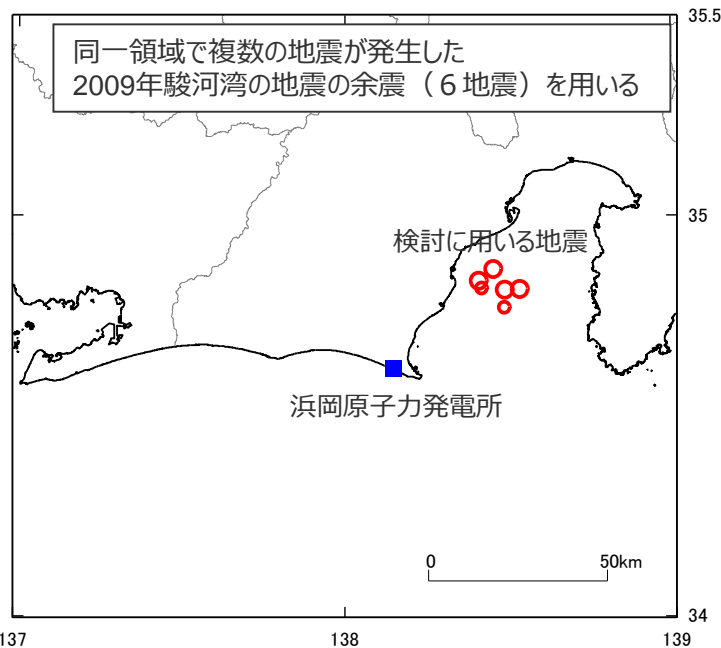 35.5
同一領域で複数の地震が発生した
2009年駿河湾の地震の余震（６地震）を用いる
35
検討に用いる地震
浜岡原子力発電所
0 50km
34
137 138 139